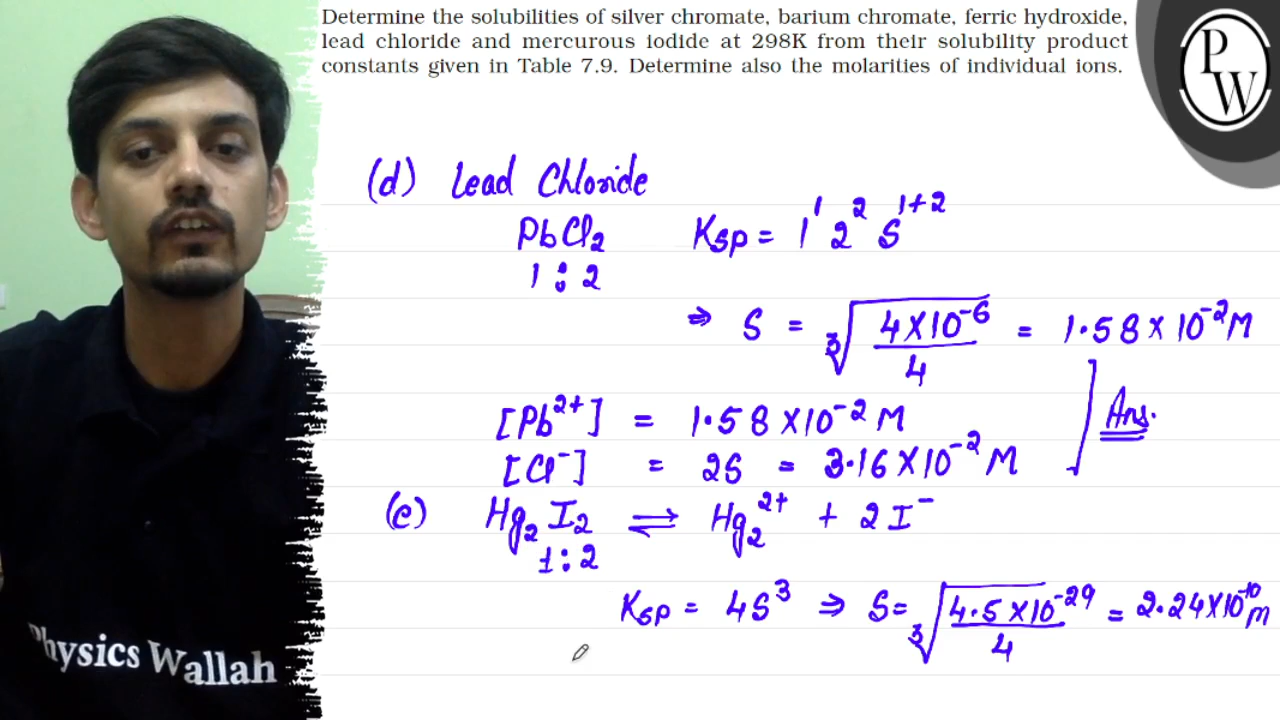 Determine the solubilities of silver chromate, barium chromate, ferric hydroxide,
lead chloride and mercurous iodide at 298K from their solubility product
constants given in Table 7.9. Determine also the molarities of individual ions.
P
W
(d) Lead Chloride
PbCl₂ Ksp = 1¹ 2² S¹⁺²
1 : 2
⇒ S = ∛(4×10⁻⁶/4) = 1.58 × 10⁻² M
[Pb²⁺] = 1.58 × 10⁻² M
[Cl⁻] = 2S = 3.16 × 10⁻² M ] Ans.
(e) Hg₂I₂ ⇌ Hg₂²⁺ + 2I⁻
1 : 2
Ksp = 4S³ ⇒ S = ∛(4.5×10⁻²⁹/4) = 2.24×10⁻¹⁰ M
Physics Wallah